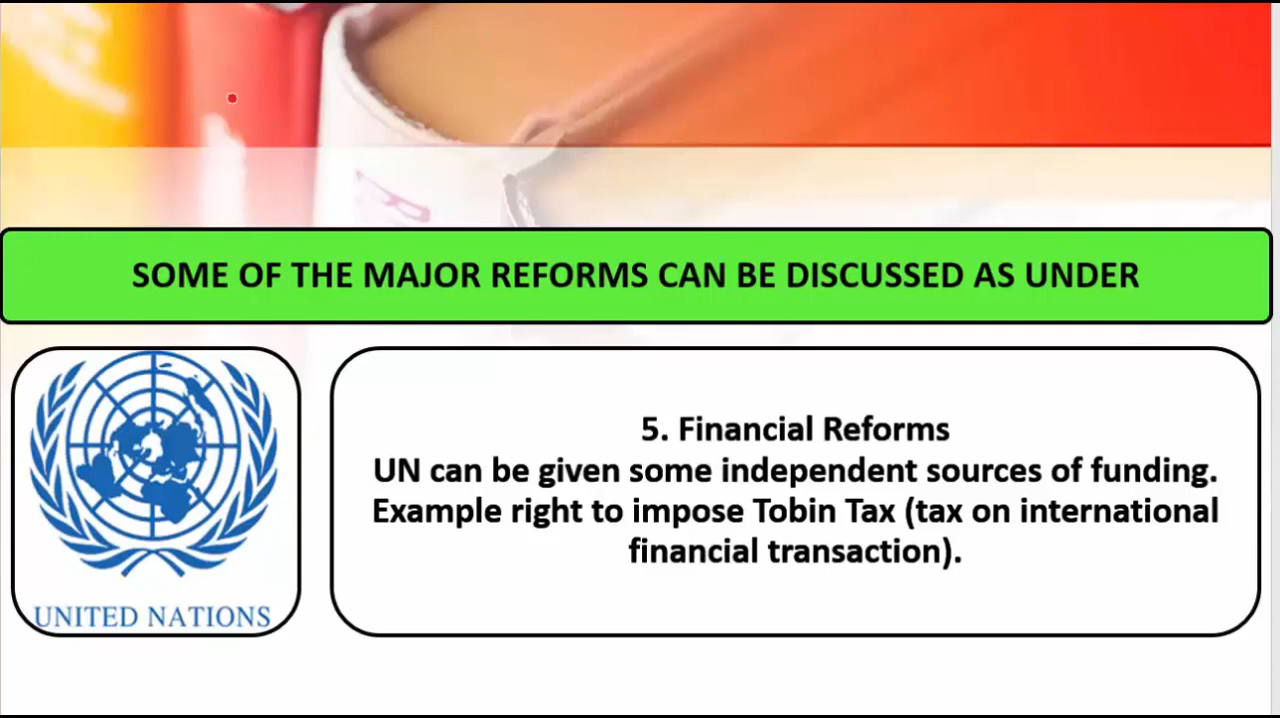 SOME OF THE MAJOR REFORMS CAN BE DISCUSSED AS UNDER
UNITED NATIONS
5. Financial Reforms
UN can be given some independent sources of funding.
Example right to impose Tobin Tax (tax on international
financial transaction).